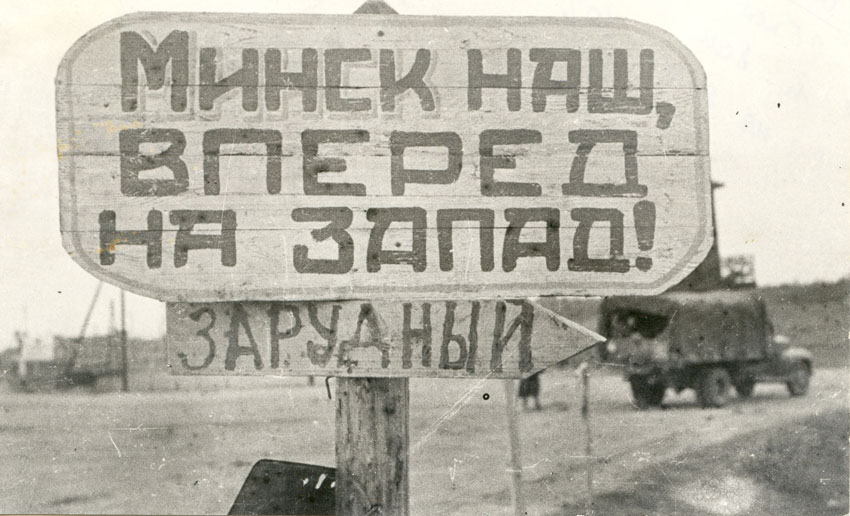 Минск наш,
вперед
на запад!
Зарудный